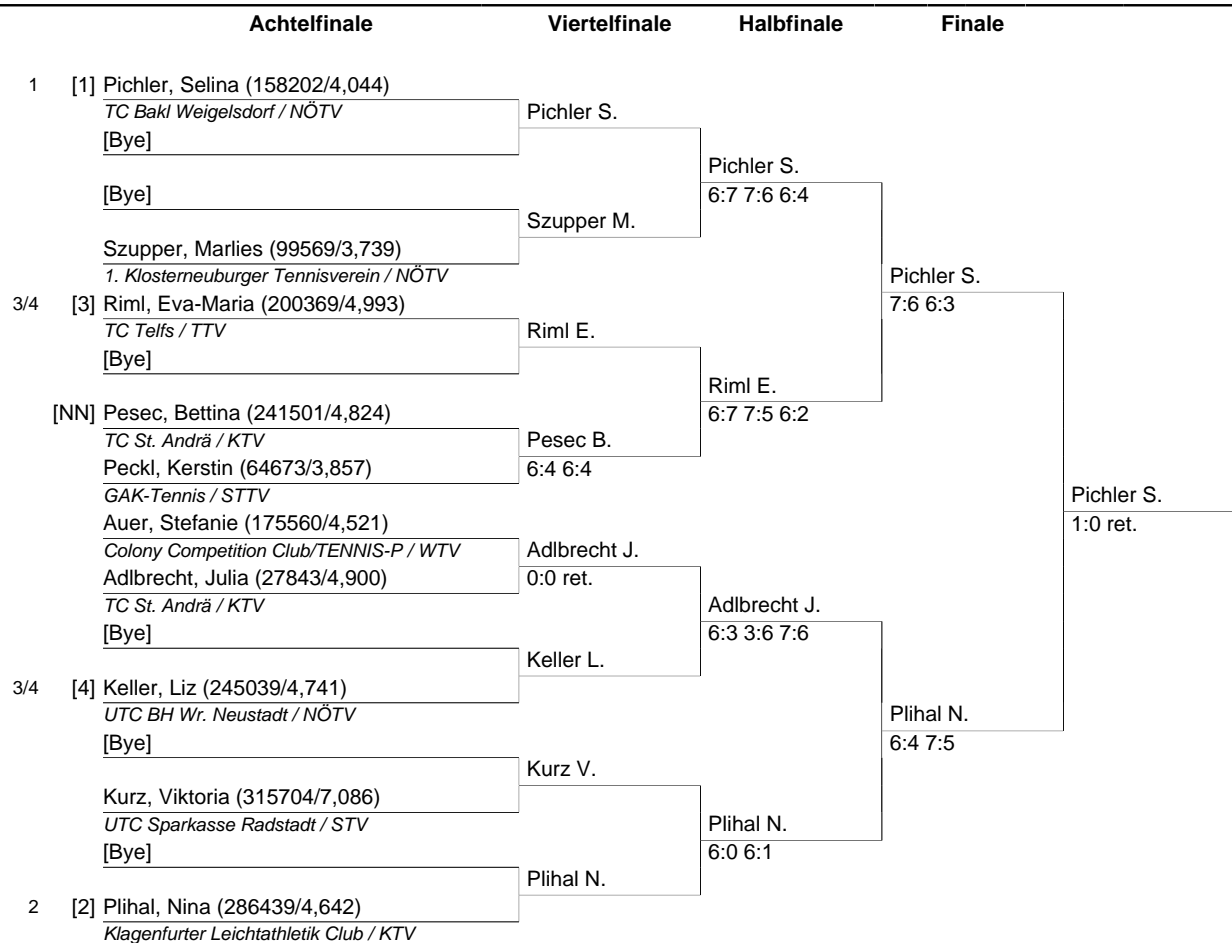 Achtelfinale Viertelfinale Halbfinale Finale
1 [1] Pichler, Selina (158202/4,044)
TC Bakl Weigelsdorf / NÖTV Pichler S.
[Bye]
Pichler S.
[Bye] 6:7 7:6 6:4
Szupper M.
Szupper, Marlies (99569/3,739)
1. Klosterneuburger Tennisverein / NÖTV Pichler S.
3/4 [3] Riml, Eva-Maria (200369/4,993) 7:6 6:3
TC Telfs / TTV Riml E.
[Bye]
Riml E.
[NN] Pesec, Bettina (241501/4,824) 6:7 7:5 6:2
TC St. Andrä / KTV Pesec B.
Peckl, Kerstin (64673/3,857) 6:4 6:4
GAK-Tennis / STTV Pichler S.
Auer, Stefanie (175560/4,521) 1:0 ret.
Colony Competition Club/TENNIS-P / WTV Adlbrecht J.
Adlbrecht, Julia (27843/4,900) 0:0 ret.
TC St. Andrä / KTV Adlbrecht J.
[Bye] 6:3 3:6 7:6
Keller L.
3/4 [4] Keller, Liz (245039/4,741)
UTC BH Wr. Neustadt / NÖTV Plihal N.
[Bye] 6:4 7:5
Kurz V.
Kurz, Viktoria (315704/7,086)
UTC Sparkasse Radstadt / STV Plihal N.
[Bye] 6:0 6:1
Plihal N.
2 [2] Plihal, Nina (286439/4,642)
Klagenfurter Leichtathletik Club / KTV